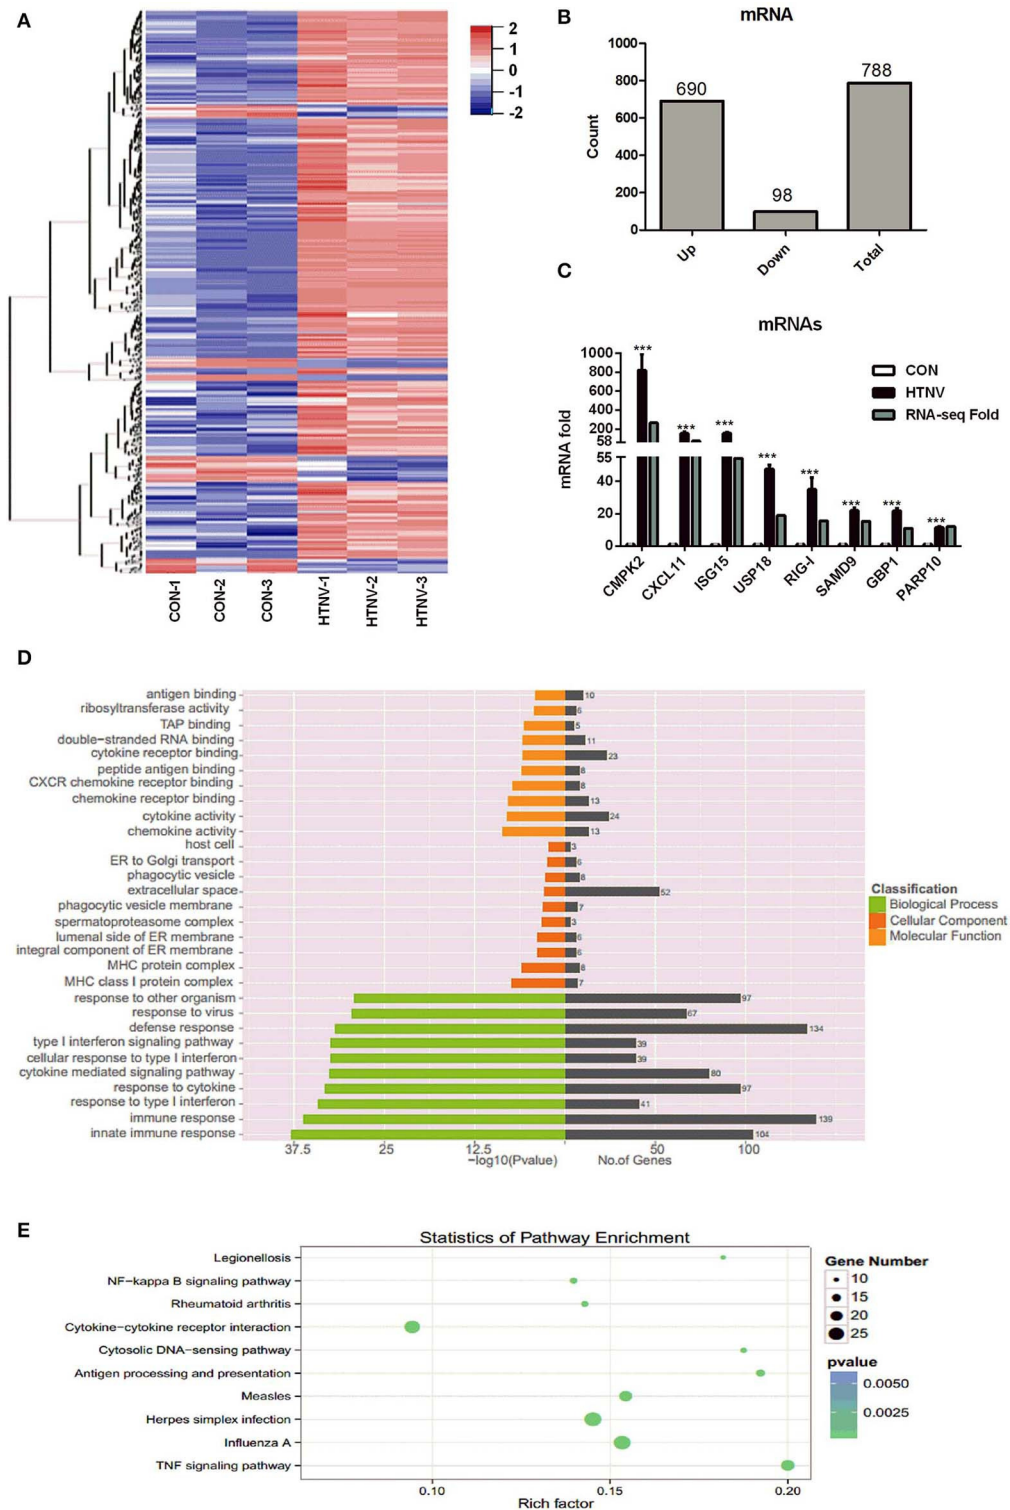 A
2
1
0
-1
-2
CON-1
CON-2
CON-3
HTNV-1
HTNV-2
HTNV-3
B
mRNA
Count
1000
800
600
400
200
0
690
98
788
Up
Down
Total
C
mRNAs
mRNA fold
1000
800
600
400
200
58
55
40
20
0
***
***
***
***
***
***
***
***
CON
HTNV
RNA-seq Fold
CMPK2
CXCL11
ISG15
USP18
RIG-I
SAMD9
GBP1
PARP10
D
antigen binding 10
ribosyltransferase activity 6
TAP binding 5
double-stranded RNA binding 11
cytokine receptor binding 23
peptide antigen binding 8
CXCR chemokine receptor binding 8
chemokine receptor binding 13
cytokine activity 24
chemokine activity 13
host cell 3
ER to Golgi transport 6
phagocytic vesicle 8
extracellular space 52
phagocytic vesicle membrane 7
spermatoproteasome complex 3
lumenal side of ER membrane 6
integral component of ER membrane 6
MHC protein complex 8
MHC class I protein complex 7
response to other organism 97
response to virus 67
defense response 134
type I interferon signaling pathway 39
cellular response to type I interferon 39
cytokine mediated signaling pathway 80
response to cytokine 97
response to type I interferon 41
immune response 139
innate immune response 104
37.5 25 12.5 50 100
-log10(Pvalue) No.of Genes
Classification
Biological Process
Cellular Component
Molecular Function
E
Statistics of Pathway Enrichment
Legionellosis
NF-kappa B signaling pathway
Rheumatoid arthritis
Cytokine-cytokine receptor interaction
Cytosolic DNA-sensing pathway
Antigen processing and presentation
Measles
Herpes simplex infection
Influenza A
TNF signaling pathway
0.10 0.15 0.20
Rich factor
Gene Number
10
15
20
25
pvalue
0.0050
0.0025